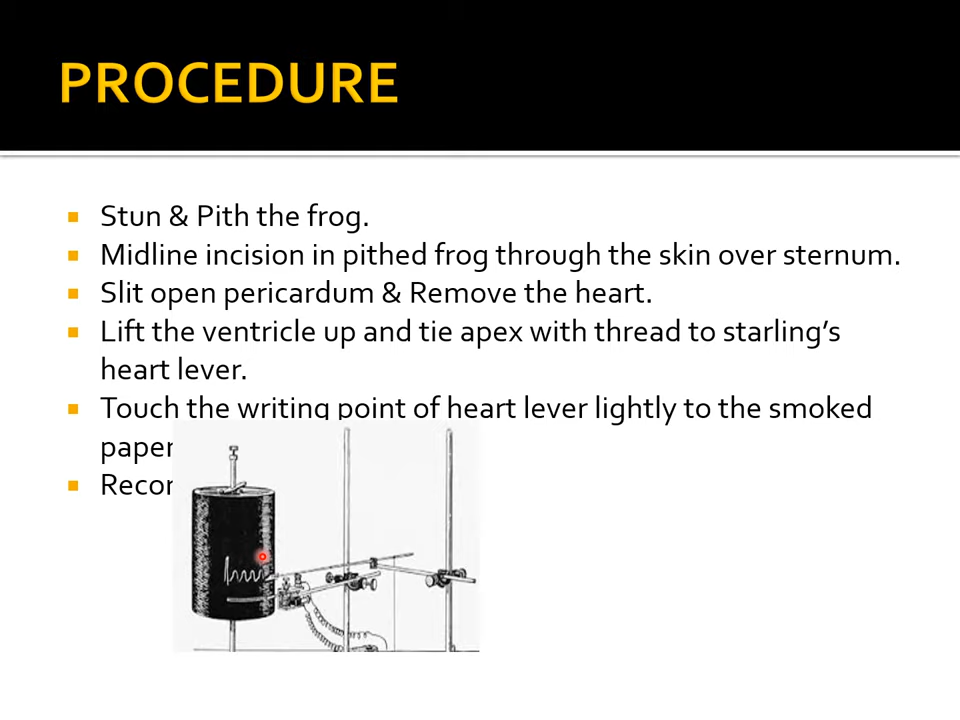 PROCEDURE
Stun & Pith the frog.
Midline incision in pithed frog through the skin over sternum.
Slit open pericardum & Remove the heart.
Lift the ventricle up and tie apex with thread to starling’s
heart lever.
Touch the writing point of heart lever lightly to the smoked
paper